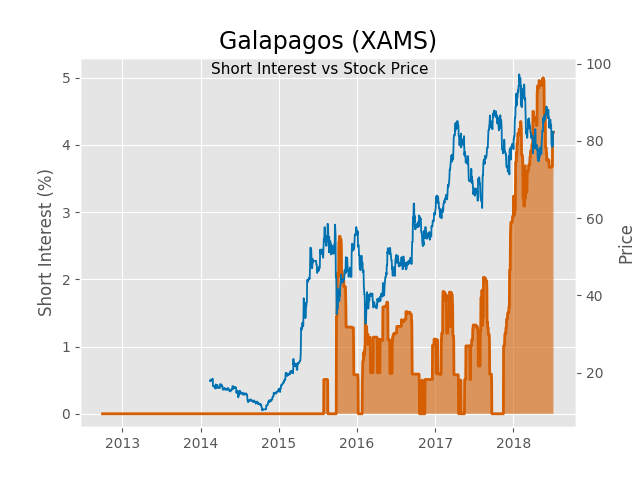 Galapagos (XAMS)
Short Interest vs Stock Price
Short Interest (%)
5
4
3
2
1
0
100
80
60
40
20
Price
2013 2014 2015 2016 2017 2018